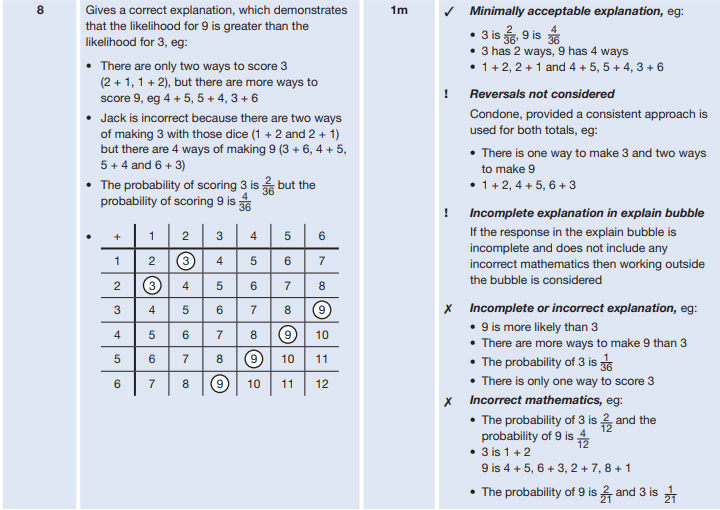 8
Gives a correct explanation, which demonstrates
that the likelihood for 9 is greater than the
likelihood for 3, eg:
• There are only two ways to score 3
(2 + 1, 1 + 2), but there are more ways to
score 9, eg 4 + 5, 5 + 4, 3 + 6
• Jack is incorrect because there are two ways
of making 3 with those dice (1 + 2 and 2 + 1)
but there are 4 ways of making 9 (3 + 6, 4 + 5,
5 + 4 and 6 + 3)
• The probability of scoring 3 is 2/36 but the
probability of scoring 9 is 4/36
• + 1 2 3 4 5 6
1 2 3 4 5 6 7
2 3 4 5 6 7 8
3 4 5 6 7 8 9
4 5 6 7 8 9 10
5 6 7 8 9 10 11
6 7 8 9 10 11 12
1m
✓ Minimally acceptable explanation, eg:
• 3 is 2/36, 9 is 4/36
• 3 has 2 ways, 9 has 4 ways
• 1 + 2, 2 + 1 and 4 + 5, 5 + 4, 3 + 6
! Reversals not considered
Condone, provided a consistent approach is
used for both totals, eg:
• There is one way to make 3 and two ways
to make 9
• 1 + 2, 4 + 5, 6 + 3
! Incomplete explanation in explain bubble
If the response in the explain bubble is
incomplete and does not include any
incorrect mathematics then working outside
the bubble is considered
✗ Incomplete or incorrect explanation, eg:
• 9 is more likely than 3
• There are more ways to make 9 than 3
• The probability of 3 is 1/36
• There is only one way to score 3
✗ Incorrect mathematics, eg:
• The probability of 3 is 2/12 and the
probability of 9 is 4/12
• 3 is 1 + 2
9 is 4 + 5, 6 + 3, 2 + 7, 8 + 1
• The probability of 9 is 2/21 and 3 is 1/21